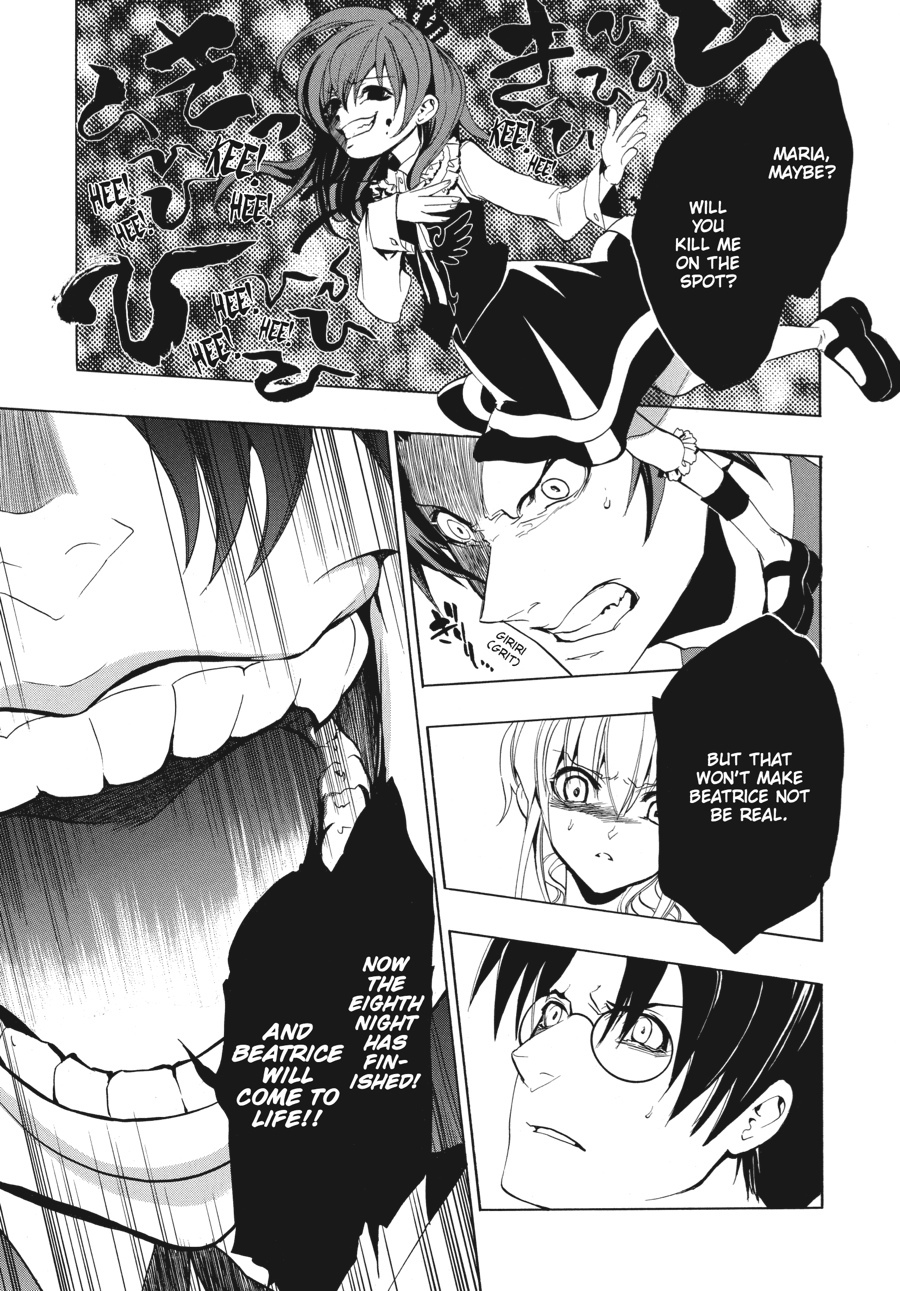 MARIA,
MAYBE?
WILL
YOU
KILL ME
ON THE
SPOT?
KEE!
HEE!
KEE!
KEE!
HEE!
HEE!
HEE!
HEE!
HEE!
HEE!
GIRIRI
(GRIT)
BUT THAT
WON'T MAKE
BEATRICE NOT
BE REAL.
NOW
THE
EIGHTH
NIGHT
HAS
FIN-
ISHED!
AND
BEATRICE
WILL
COME TO
LIFE!!